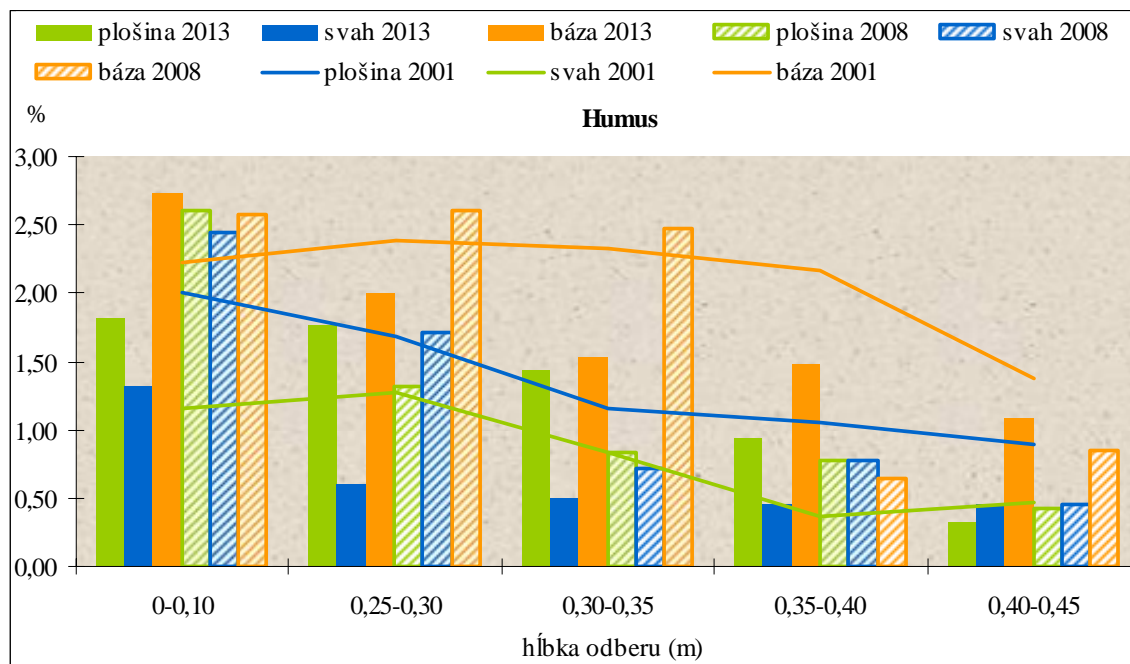 plošina 2013 svah 2013 báza 2013 plošina 2008 svah 2008
báza 2008 plošina 2001 svah 2001 báza 2001
%
Humus
3,00
2,50
2,00
1,50
1,00
0,50
0,00
0-0,10 0,25-0,30 0,30-0,35 0,35-0,40 0,40-0,45
hĺbka odberu (m)